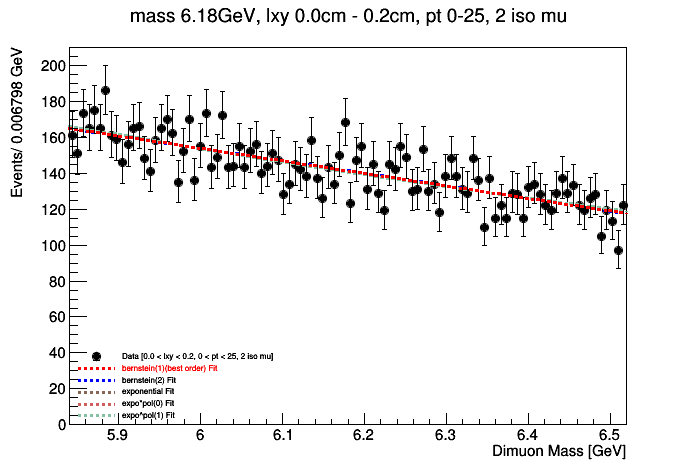 mass 6.18GeV, lxy 0.0cm - 0.2cm, pt 0-25, 2 iso mu
Events/ 0.006798 GeV
200
180
160
140
120
100
80
60
40
20
0
Data [0.0 < lxy < 0.2, 0 < pt < 25, 2 iso mu]
bernstein(1)(best order) Fit
bernstein(2) Fit
exponential Fit
expo*pol(0) Fit
expo*pol(1) Fit
5.9 6 6.1 6.2 6.3 6.4 6.5
Dimuon Mass [GeV]